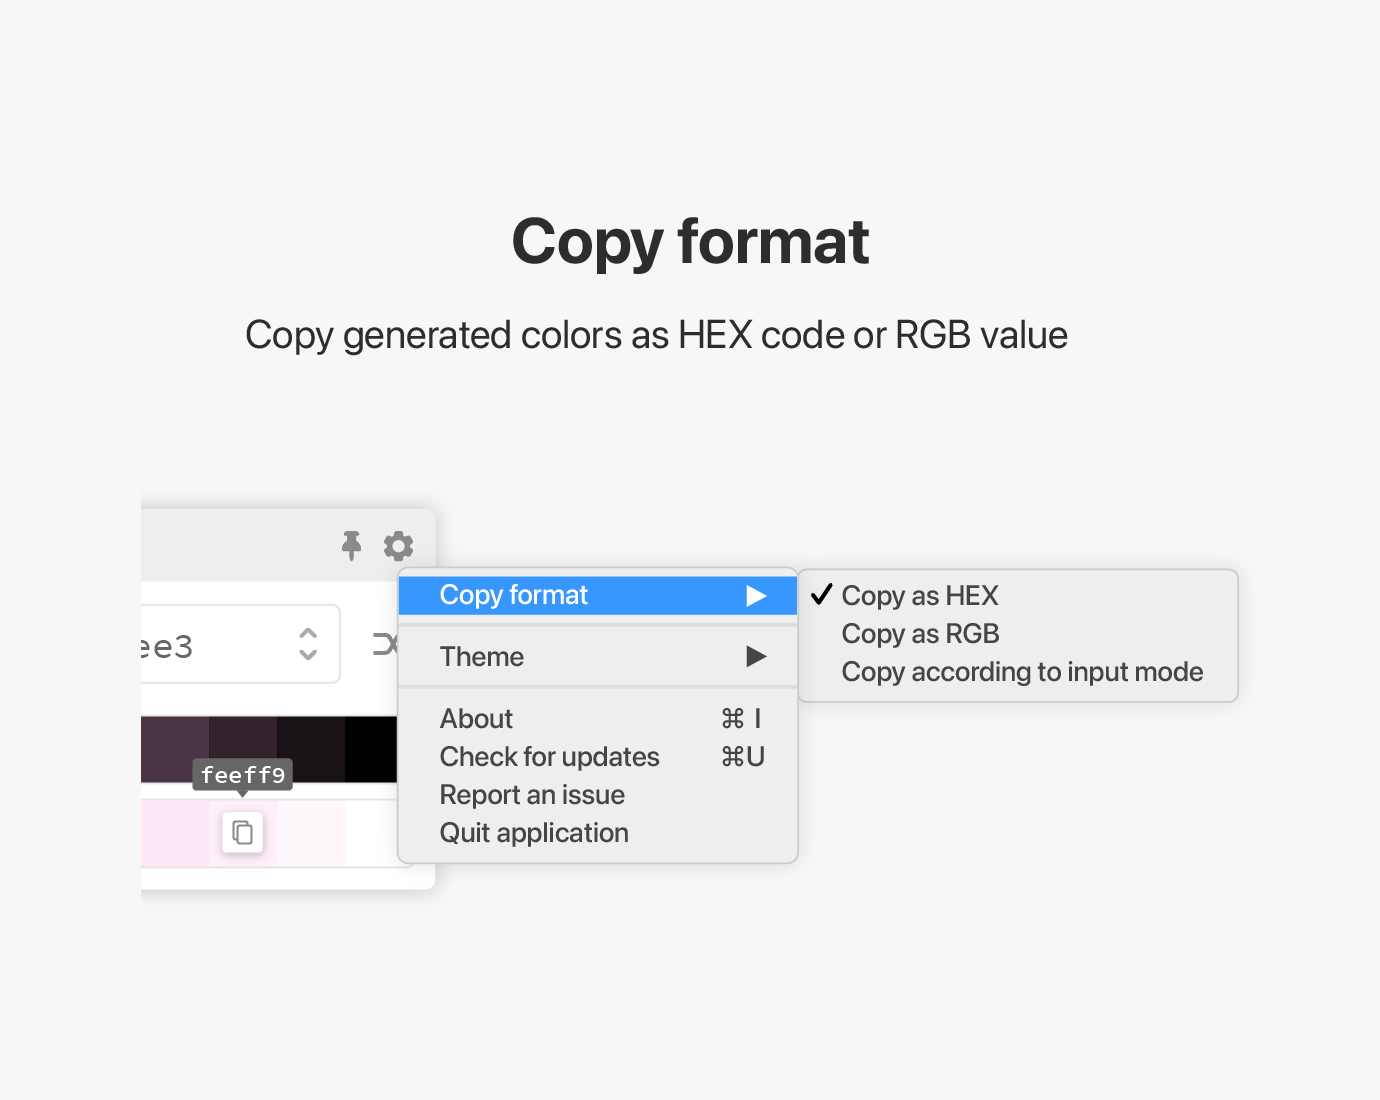 Copy format
Copy generated colors as HEX code or RGB value
ee3
feeff9
Copy format
Theme
About ⌘ I
Check for updates ⌘U
Report an issue
Quit application
✓ Copy as HEX
Copy as RGB
Copy according to input mode